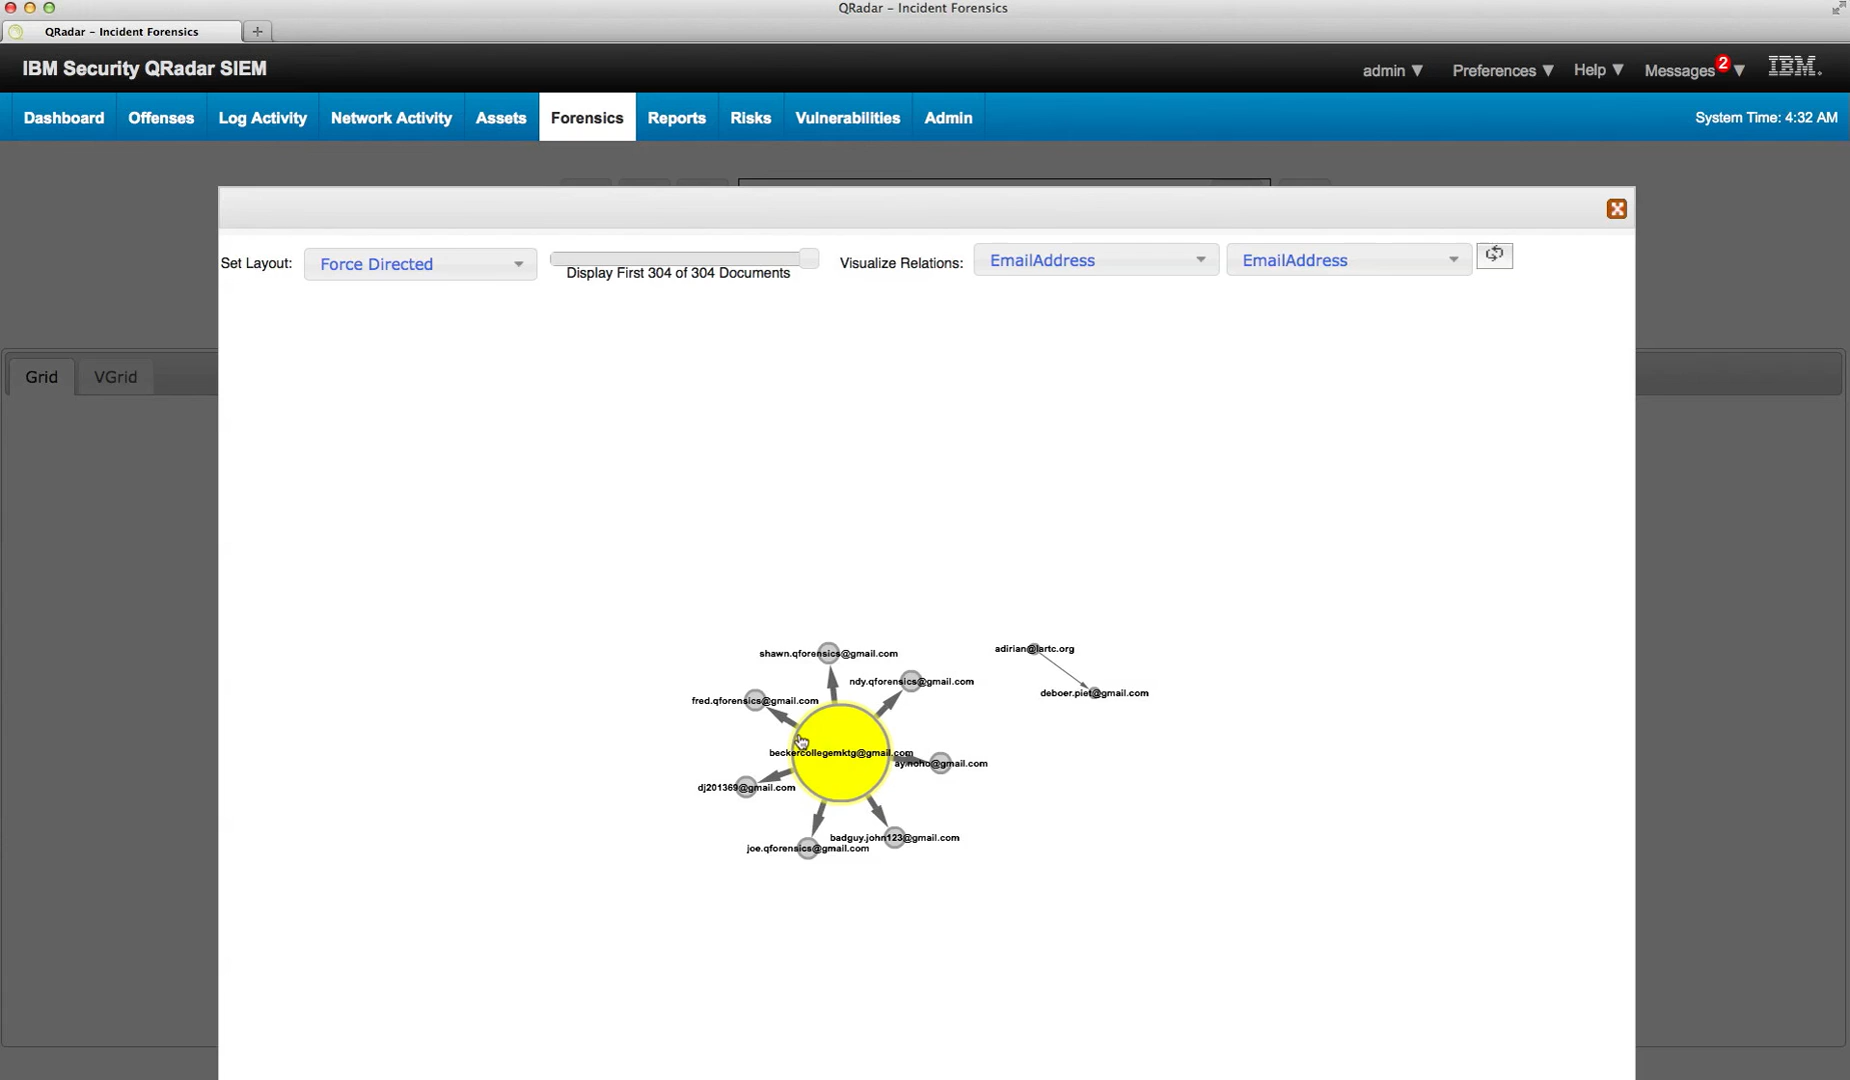 QRadar – Incident Forensics
QRadar – Incident Forensics
IBM Security QRadar SIEM
admin ▼ Preferences ▼ Help ▼ Messages 2 ▼ IBM.
Dashboard Offenses Log Activity Network Activity Assets Forensics Reports Risks Vulnerabilities Admin System Time: 4:32 AM
Set Layout: Force Directed Display First 304 of 304 Documents Visualize Relations: EmailAddress EmailAddress
Grid VGrid
adirian@lartc.org
shawn.qforensics@gmail.com
ndy.qforensics@gmail.com
deboer.piet@gmail.com
fred.qforensics@gmail.com
beckercollegemktg@gmail.com
ay.noho@gmail.com
dj201369@gmail.com
badguy.john123@gmail.com
joe.qforensics@gmail.com